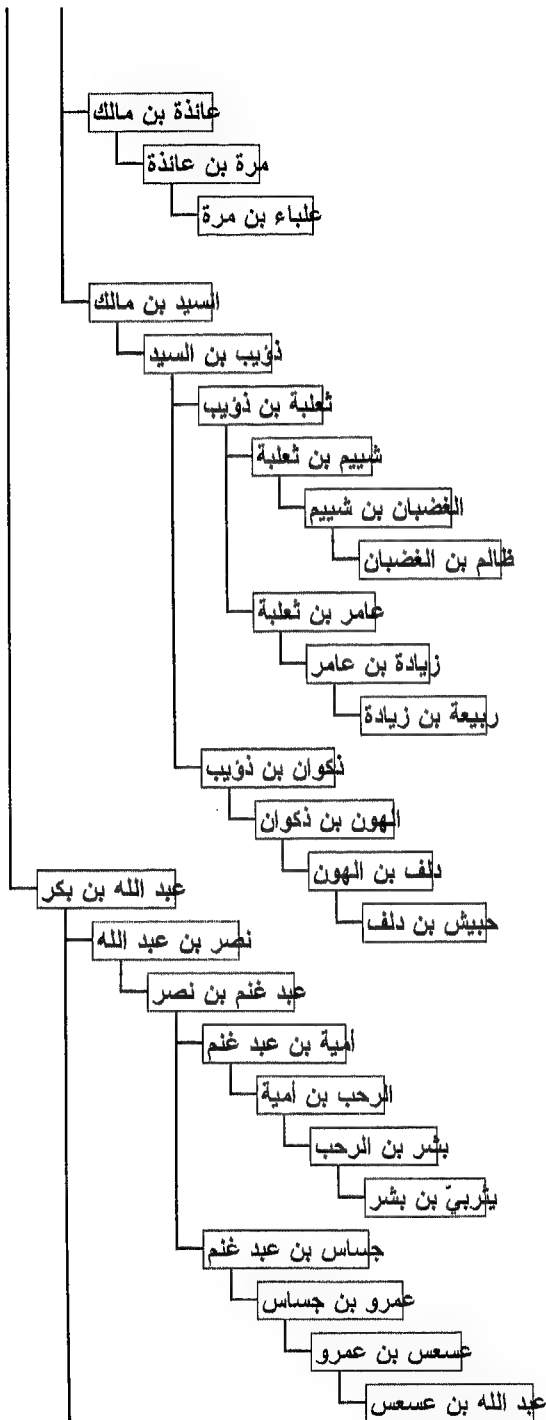 عائذة بن مالك
مرة بن عائذة
علباء بن مرة
السيد بن مالك
ذؤيب بن السيد
ثعلبة بن ذؤيب
شييم بن ثعلبة
الغضبان بن شييم
ظالم بن الغضبان
عامر بن ثعلبة
زيادة بن عامر
ربيعة بن زيادة
ذكوان بن ذؤيب
الهون بن ذكوان
دلف بن الهون
حبيش بن دلف
عبد الله بن بكر
نصر بن عبد الله
عبد غنم بن نصر
أمية بن عبد غنم
الرحب بن أمية
بشر بن الرحب
يثربيّ بن بشر
جساس بن عبد غنم
عمرو بن جساس
عسعس بن عمرو
عبد الله بن عسعس